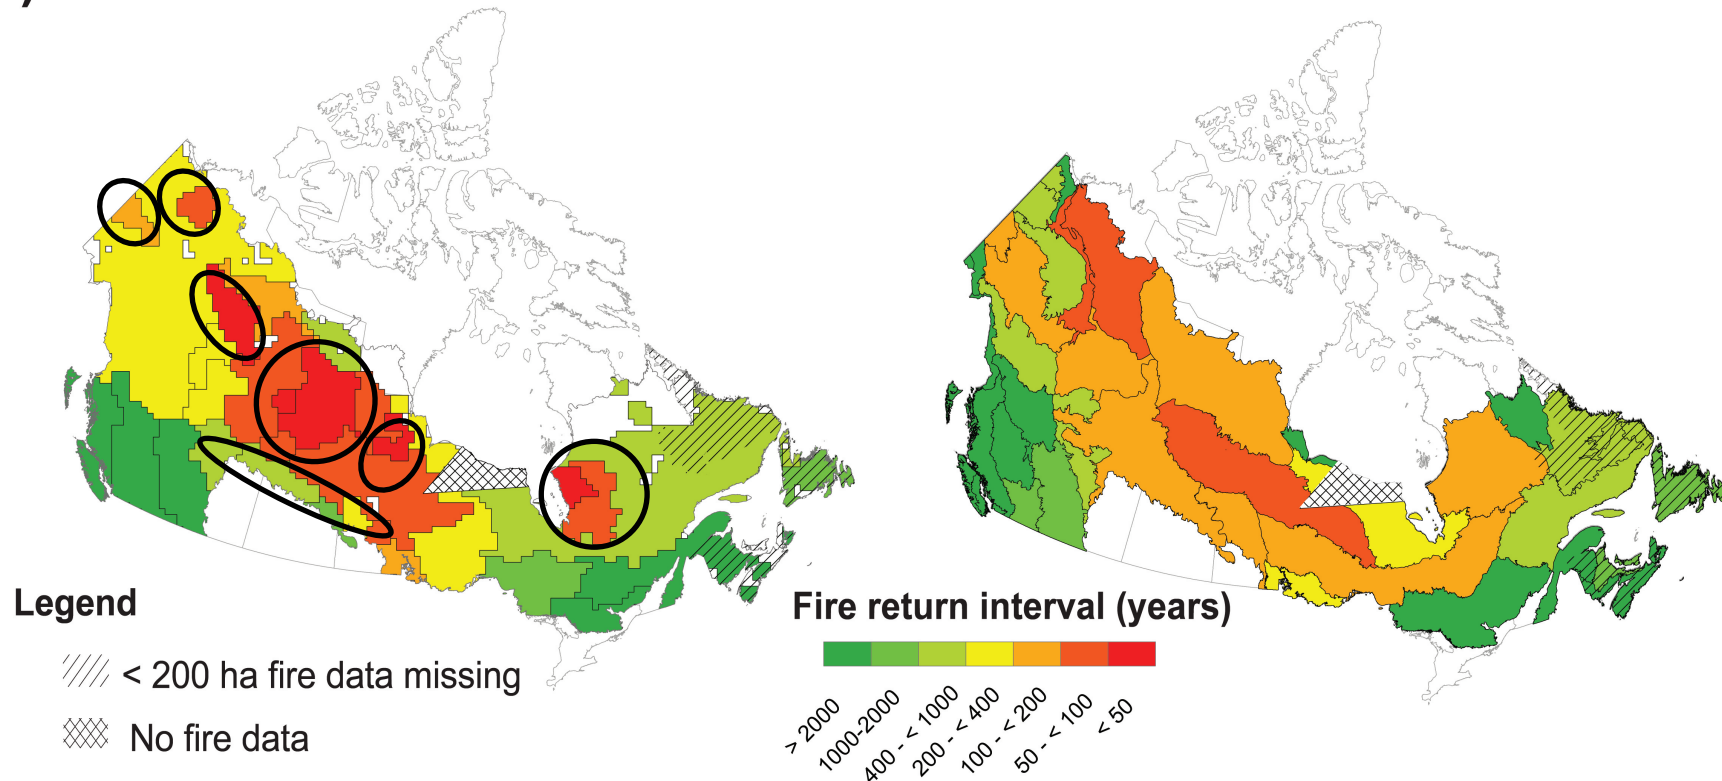 Legend
< 200 ha fire data missing
No fire data
Fire return interval (years)
> 2000
1000-2000
400 - < 1000
200 - < 400
100 - < 200
50 - < 100
< 50